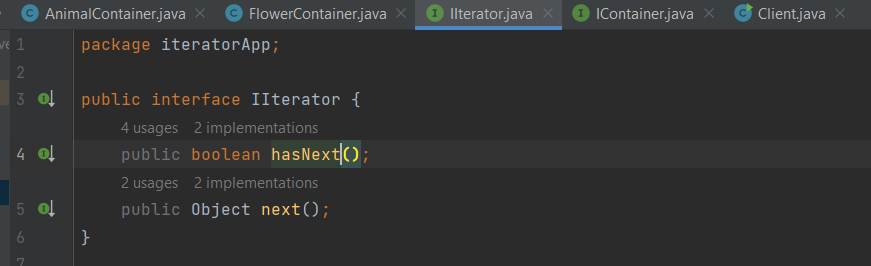 AnimalContainer.java FlowerContainer.java IIterator.java IContainer.java Client.java
1 package iteratorApp;
2
3 public interface IIterator {
4 usages 2 implementations
4 public boolean hasNext();
2 usages 2 implementations
5 public Object next();
6 }
7